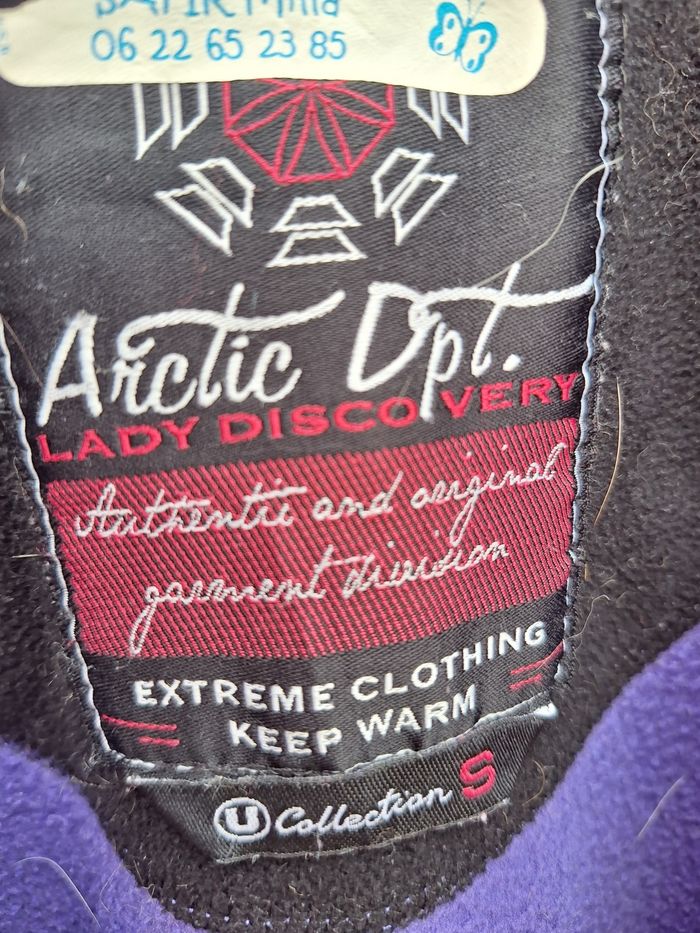 06 22 65 23 85
Arctic Dpt.
LADY DISCOVERY
Authentic and original
garment division
EXTREME CLOTHING
KEEP WARM
U Collection S